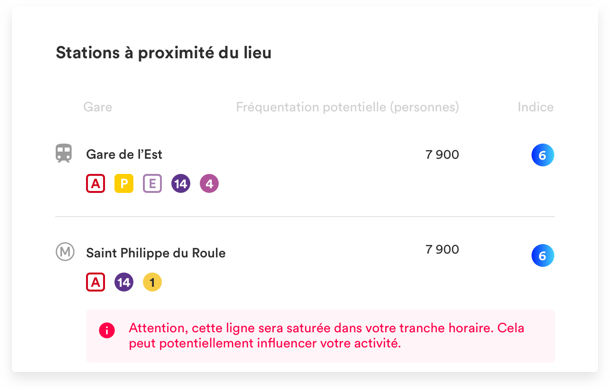 Stations à proximité du lieu
Gare Fréquentation potentielle (personnes) Indice
Gare de l’Est 7 900 6
A P E 14 4
M Saint Philippe du Roule 7 900 6
A 14 1
Attention, cette ligne sera saturée dans votre tranche horaire. Cela
peut potentiellement influencer votre activité.